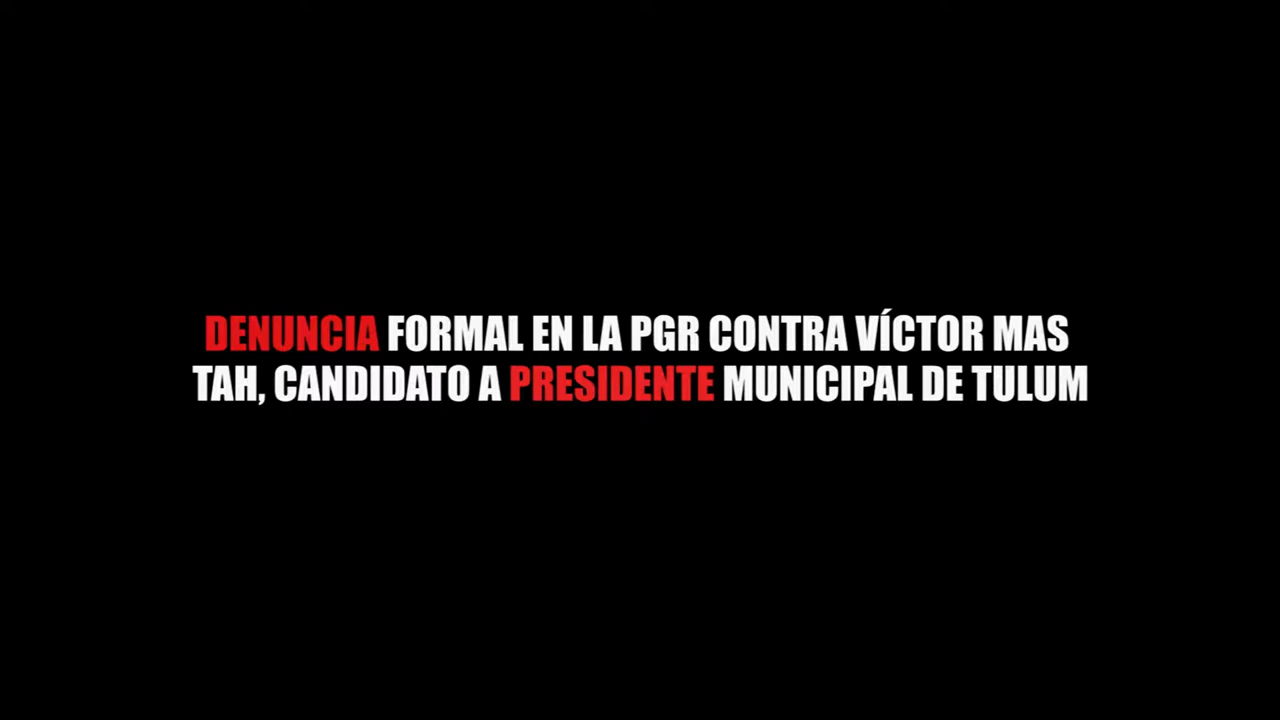 DENUNCIA FORMAL EN LA PGR CONTRA VÍCTOR MAS
TAH, CANDIDATO A PRESIDENTE MUNICIPAL DE TULUM